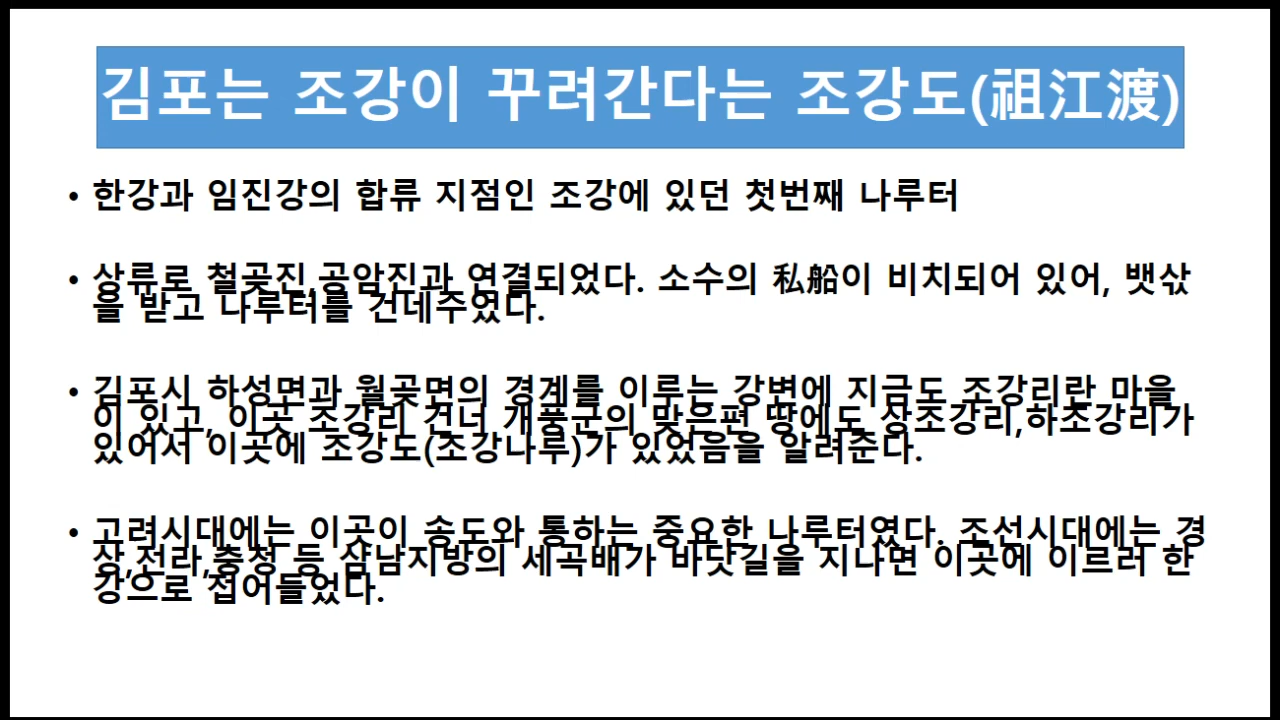 김포는 조강이 꾸려간다는 조강도(祖江渡)
• 한강과 임진강의 합류 지점인 조강에 있던 첫번째 나루터
• 상류로 철곶진,공암진과 연결되었다. 소수의 私船이 비치되어 있어, 뱃삯
을 받고 나루터를 건네주었다.
• 김포시 하성면과 월곶면의 경계를 이루는 강변에 지금도 조강리란 마을
이 있고, 이곳 조강리 건너 개풍군의 맞은편 땅에도 상조강리,하조강리가
있어서 이곳에 조강도(조강나루)가 있었음을 알려준다.
• 고려시대에는 이곳이 송도와 통하는 중요한 나루터였다. 조선시대에는 경
상,전라,충청 등 삼남지방의 세곡배가 바닷길을 지나면 이곳에 이르러 한
강으로 접어들었다.